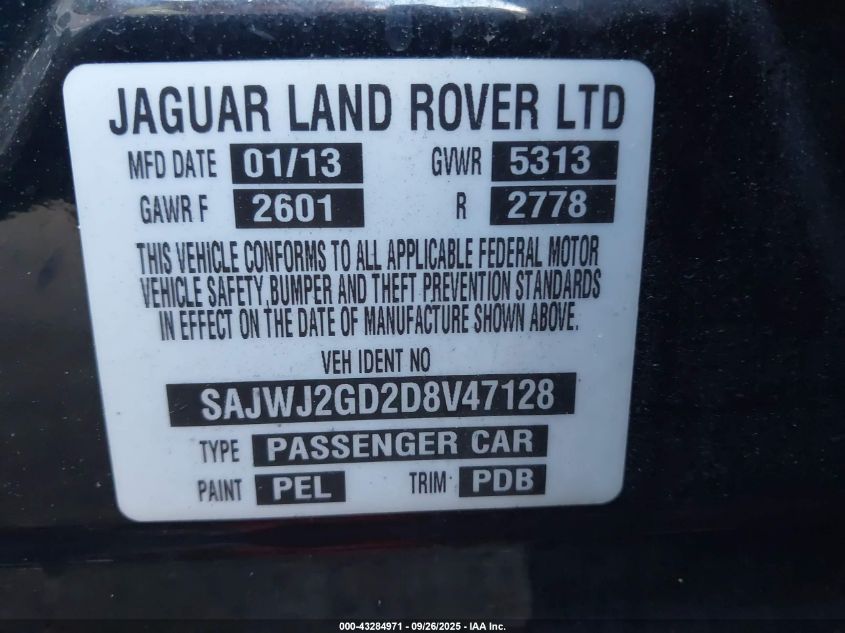 JAGUAR LAND ROVER LTD
MFD DATE 01/13 GVWR 5313
GAWR F 2601 R 2778
THIS VEHICLE CONFORMS TO ALL APPLICABLE FEDERAL MOTOR
VEHICLE SAFETY,BUMPER AND THEFT PREVENTION STANDARDS
IN EFFECT ON THE DATE OF MANUFACTURE SHOWN ABOVE.
VEH IDENT NO
SAJWJ2GD2D8V47128
TYPE PASSENGER CAR
PAINT PEL TRIM PDB
000-43284971 - 09/26/2025 - IAA Inc.